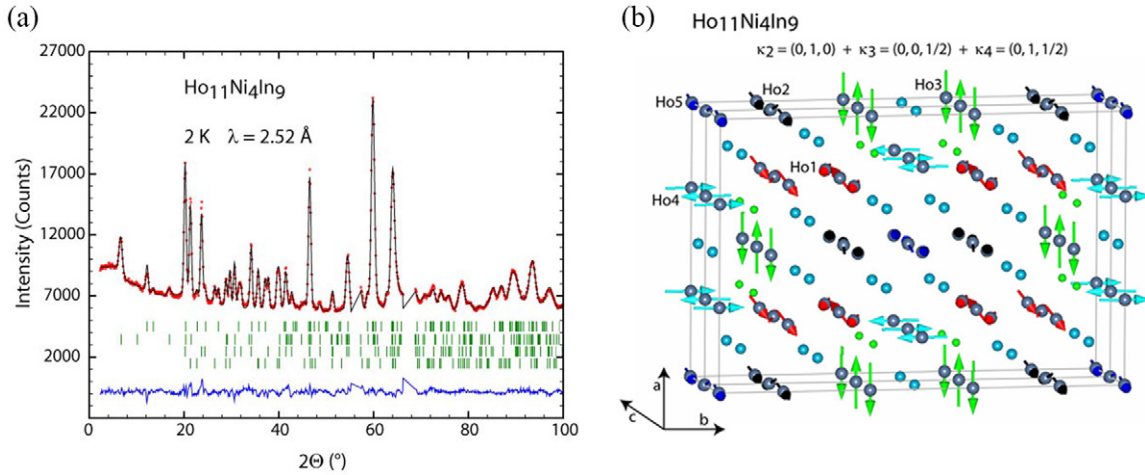 (a)
27000
22000
17000
12000
7000
2000
Intensity (Counts)
Ho11Ni4In9
2 K λ = 2.52 Å
0 20 40 60 80 100
2Θ (°)
(b)
Ho11Ni4In9
κ2 = (0, 1, 0) + κ3 = (0, 0, 1/2) + κ4 = (0, 1, 1/2)
Ho5
Ho2
Ho3
Ho1
Ho4
a
c
b